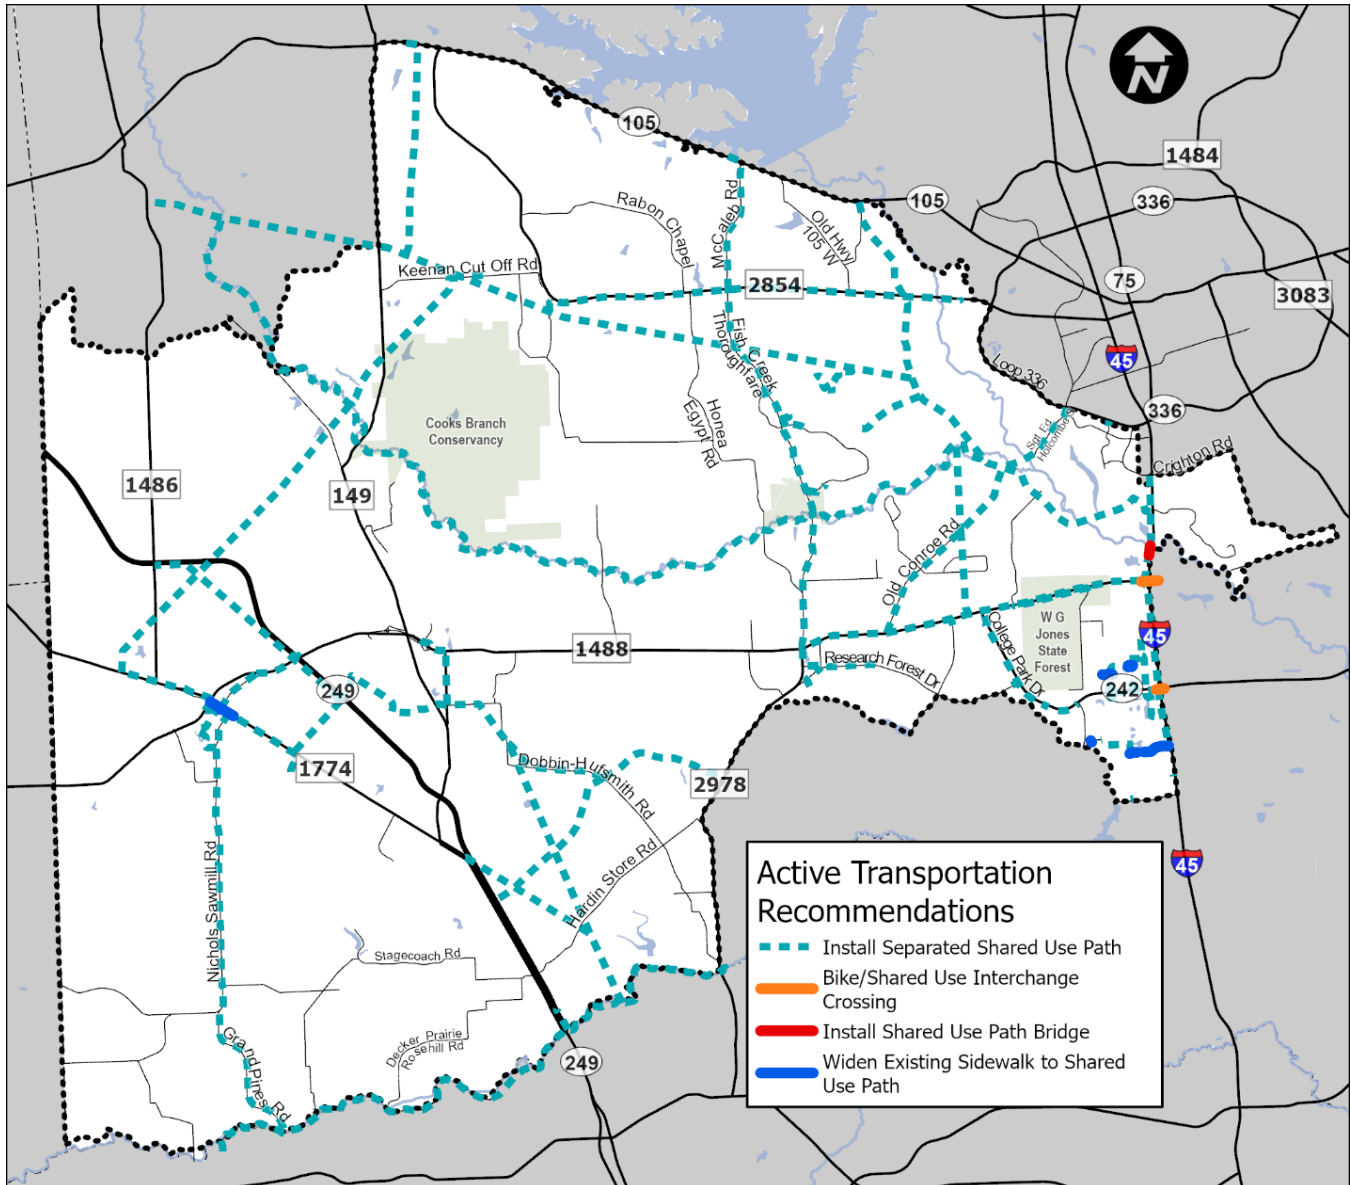 N
105
1484
105
336
Rabon Chapel
McCaleb Rd
Old Hwy
105 W
Keenan Cut Off Rd
2854
75
3083
45
Fish Creek
Thoroughfare
Loop 336
336
Cooks Branch
Conservancy
Honea
Egypt Rd
Sgt Ed
Holcomb
Crighton Rd
1486
149
Old Conroe Rd
W G
Jones
State
Forest
College Park Dr
45
1488
Research Forest Dr
249
242
1774
Dobbin-Hufsmith Rd
2978
Hardin Store Rd
45
Nichols Sawmill Rd
Stagecoach Rd
Decker Prairie
Rosehill Rd
Grand Pines Rd
249
Active Transportation
Recommendations
Install Separated Shared Use Path
Bike/Shared Use Interchange
Crossing
Install Shared Use Path Bridge
Widen Existing Sidewalk to Shared
Use Path